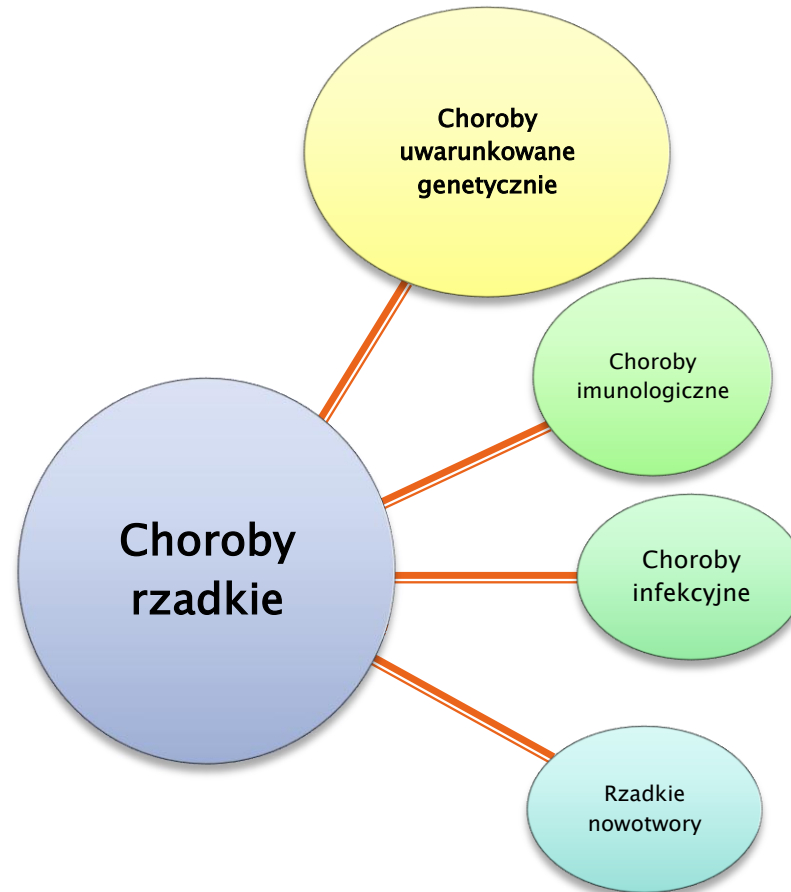 Choroby
uwarunkowane
genetycznie
Choroby
imunologiczne
Choroby
rzadkie
Choroby
infekcyjne
Rzadkie
nowotwory